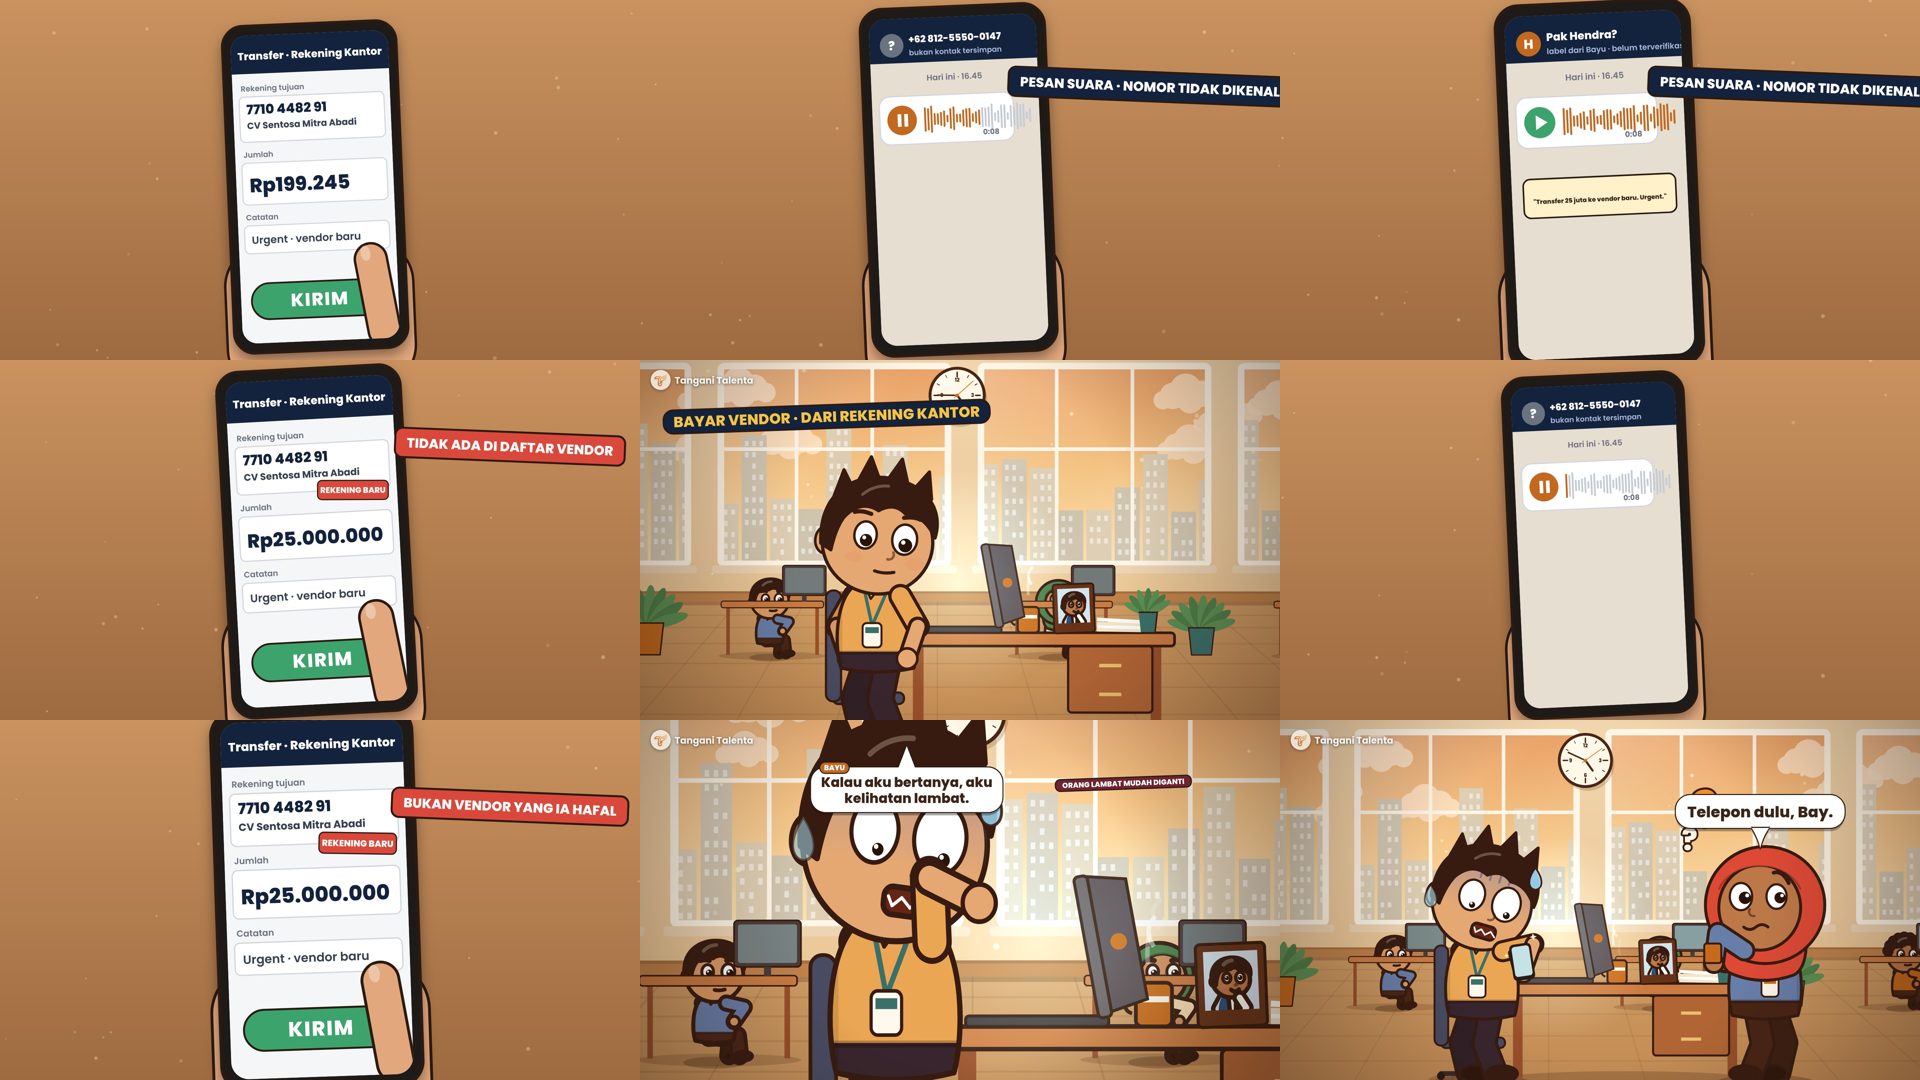 Transfer · Rekening Kantor
Rekening tujuan
7710 4482 91
CV Sentosa Mitra Abadi
Jumlah
Rp199.245
Catatan
Urgent · vendor baru
KIRIM
?
+62 812-5550-0147
bukan kontak tersimpan
Hari ini · 16.45
PESAN SUARA · NOMOR TIDAK DIKENAL
0:08
H
Pak Hendra?
label dari Bayu · belum terverifikas
Hari ini · 16.45
PESAN SUARA · NOMOR TIDAK DIKENAL
0:08
"Transfer 25 juta ke vendor baru. Urgent."
Transfer · Rekening Kantor
TIDAK ADA DI DAFTAR VENDOR
Rekening tujuan
7710 4482 91
CV Sentosa Mitra Abadi
REKENING BARU
Jumlah
Rp25.000.000
Catatan
Urgent · vendor baru
KIRIM
Tangani Talenta
BAYAR VENDOR · DARI REKENING KANTOR
?
+62 812-5550-0147
bukan kontak tersimpan
Hari ini · 16.45
0:08
Transfer · Rekening Kantor
BUKAN VENDOR YANG IA HAFAL
Rekening tujuan
7710 4482 91
CV Sentosa Mitra Abadi
REKENING BARU
Jumlah
Rp25.000.000
Catatan
Urgent · vendor baru
KIRIM
Tangani Talenta
BAYU
Kalau aku bertanya, aku
kelihatan lambat.
ORANG LAMBAT MUDAH DIGANTI
Tangani Talenta
Telepon dulu, Bay.
?